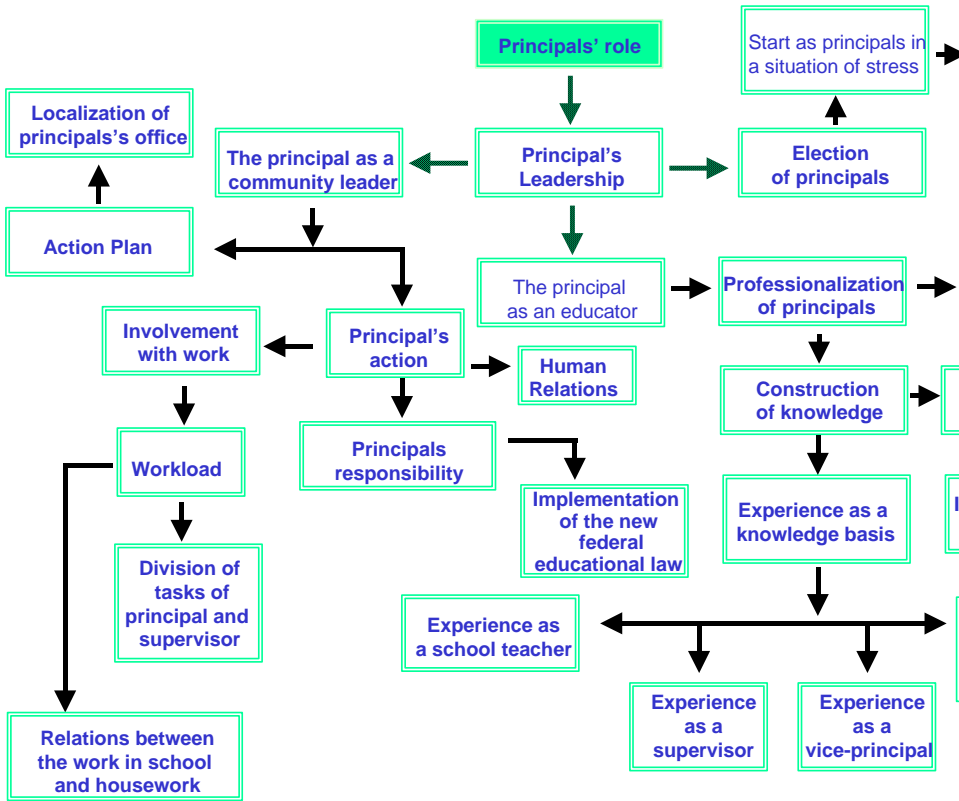 Principals' role
Start as principals in
a situation of stress
Localization of
principals's office
The principal as a
community leader
Principal's
Leadership
Election
of principals
Action Plan
The principal
as an educator
Professionalization
of principals
Involvement
with work
Principal's
action
Human
Relations
Construction
of knowledge
Workload
Principals
responsibility
Implementation
of the new
federal
educational law
Experience as a
knowledge basis
I
Division of
tasks of
principal and
supervisor
Experience as
a school teacher
Experience
as a
supervisor
Experience
as a
vice-principal
Relations between
the work in school
and housework